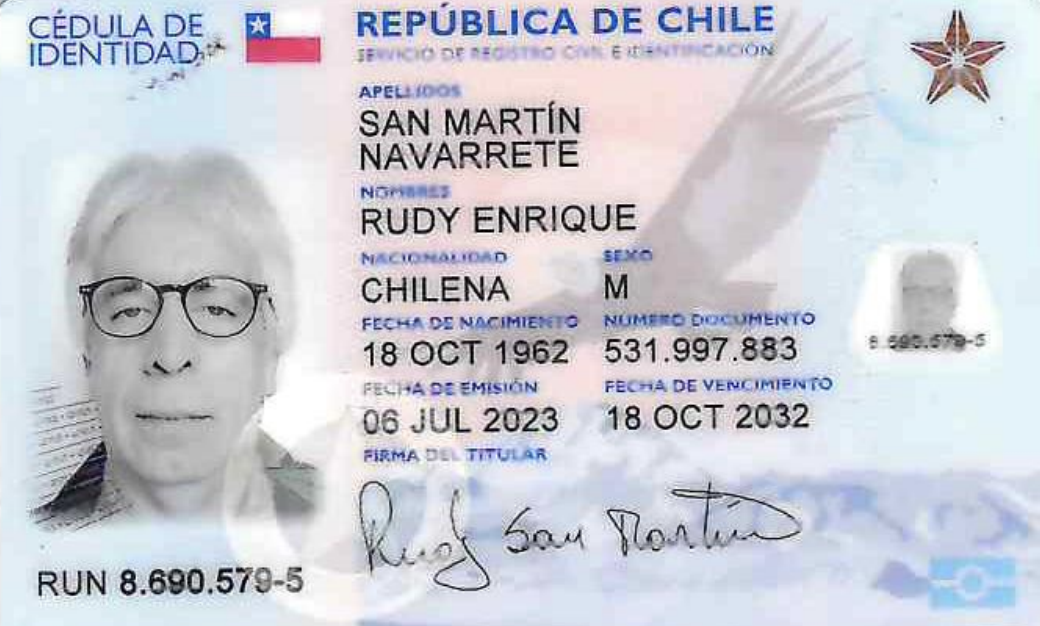 CÉDULA DE
IDENTIDAD
REPÚBLICA DE CHILE
SERVICIO DE REGISTRO CIVIL E IDENTIFICACIÓN
APELLIDOS
SAN MARTÍN
NAVARRETE
NOMBRES
RUDY ENRIQUE
NACIONALIDAD SEXO
CHILENA M
FECHA DE NACIMIENTO NÚMERO DOCUMENTO
18 OCT 1962 531.997.883
FECHA DE EMISIÓN FECHA DE VENCIMIENTO
06 JUL 2023 18 OCT 2032
FIRMA DEL TITULAR
Rudy San Martín
RUN 8.690.579-5
8.690.579-5